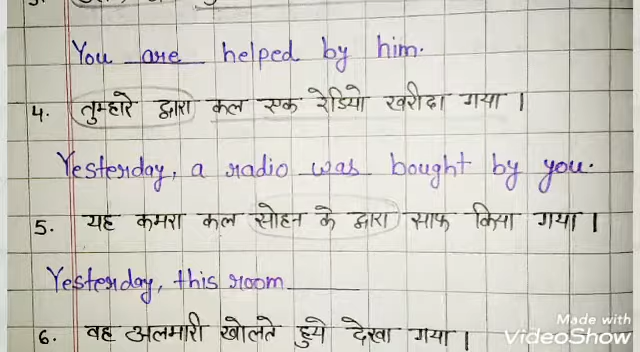 You are helped by him.
4. तुम्हारे द्वारा कल एक रेडियो खरीदा गया ।
Yesterday, a radio was bought by you.
5. यह कमरा कल सोहन के द्वारा साफ किया गया ।
Yesterday, this room
6. वह अलमारी खोलते हुये देखा गया ।
Made with
VideoShow